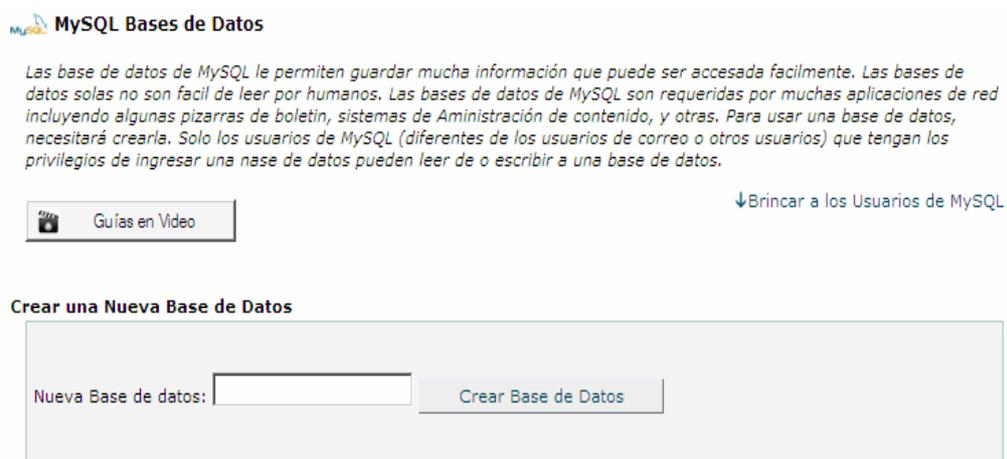 MySQL MySQL Bases de Datos
Las base de datos de MySQL le permiten guardar mucha información que puede ser accesada facilmente. Las bases de
datos solas no son facil de leer por humanos. Las bases de datos de MySQL son requeridas por muchas aplicaciones de red
incluyendo algunas pizarras de boletin, sistemas de Aministración de contenido, y otras. Para usar una base de datos,
necesitará crearla. Solo los usuarios de MySQL (diferentes de los usuarios de correo o otros usuarios) que tengan los
privilegios de ingresar una nase de datos pueden leer de o escribir a una base de datos.
↓Brincar a los Usuarios de MySQL
Guías en Video
Crear una Nueva Base de Datos
Nueva Base de datos: Crear Base de Datos